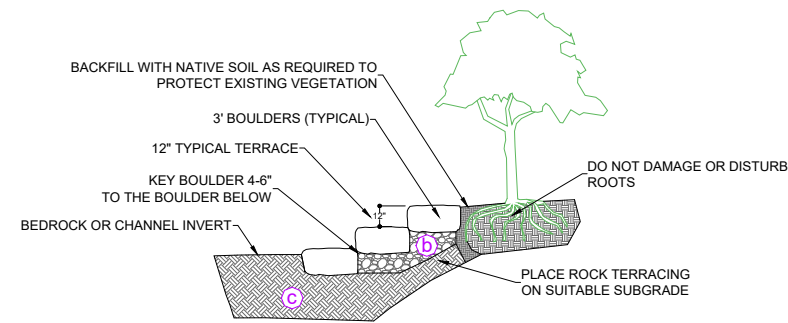 BACKFILL WITH NATIVE SOIL AS REQUIRED TO
PROTECT EXISTING VEGETATION
3' BOULDERS (TYPICAL)
12" TYPICAL TERRACE
KEY BOULDER 4-6"
TO THE BOULDER BELOW
BEDROCK OR CHANNEL INVERT
12"
DO NOT DAMAGE OR DISTURB
ROOTS
b
PLACE ROCK TERRACING
ON SUITABLE SUBGRADE
c